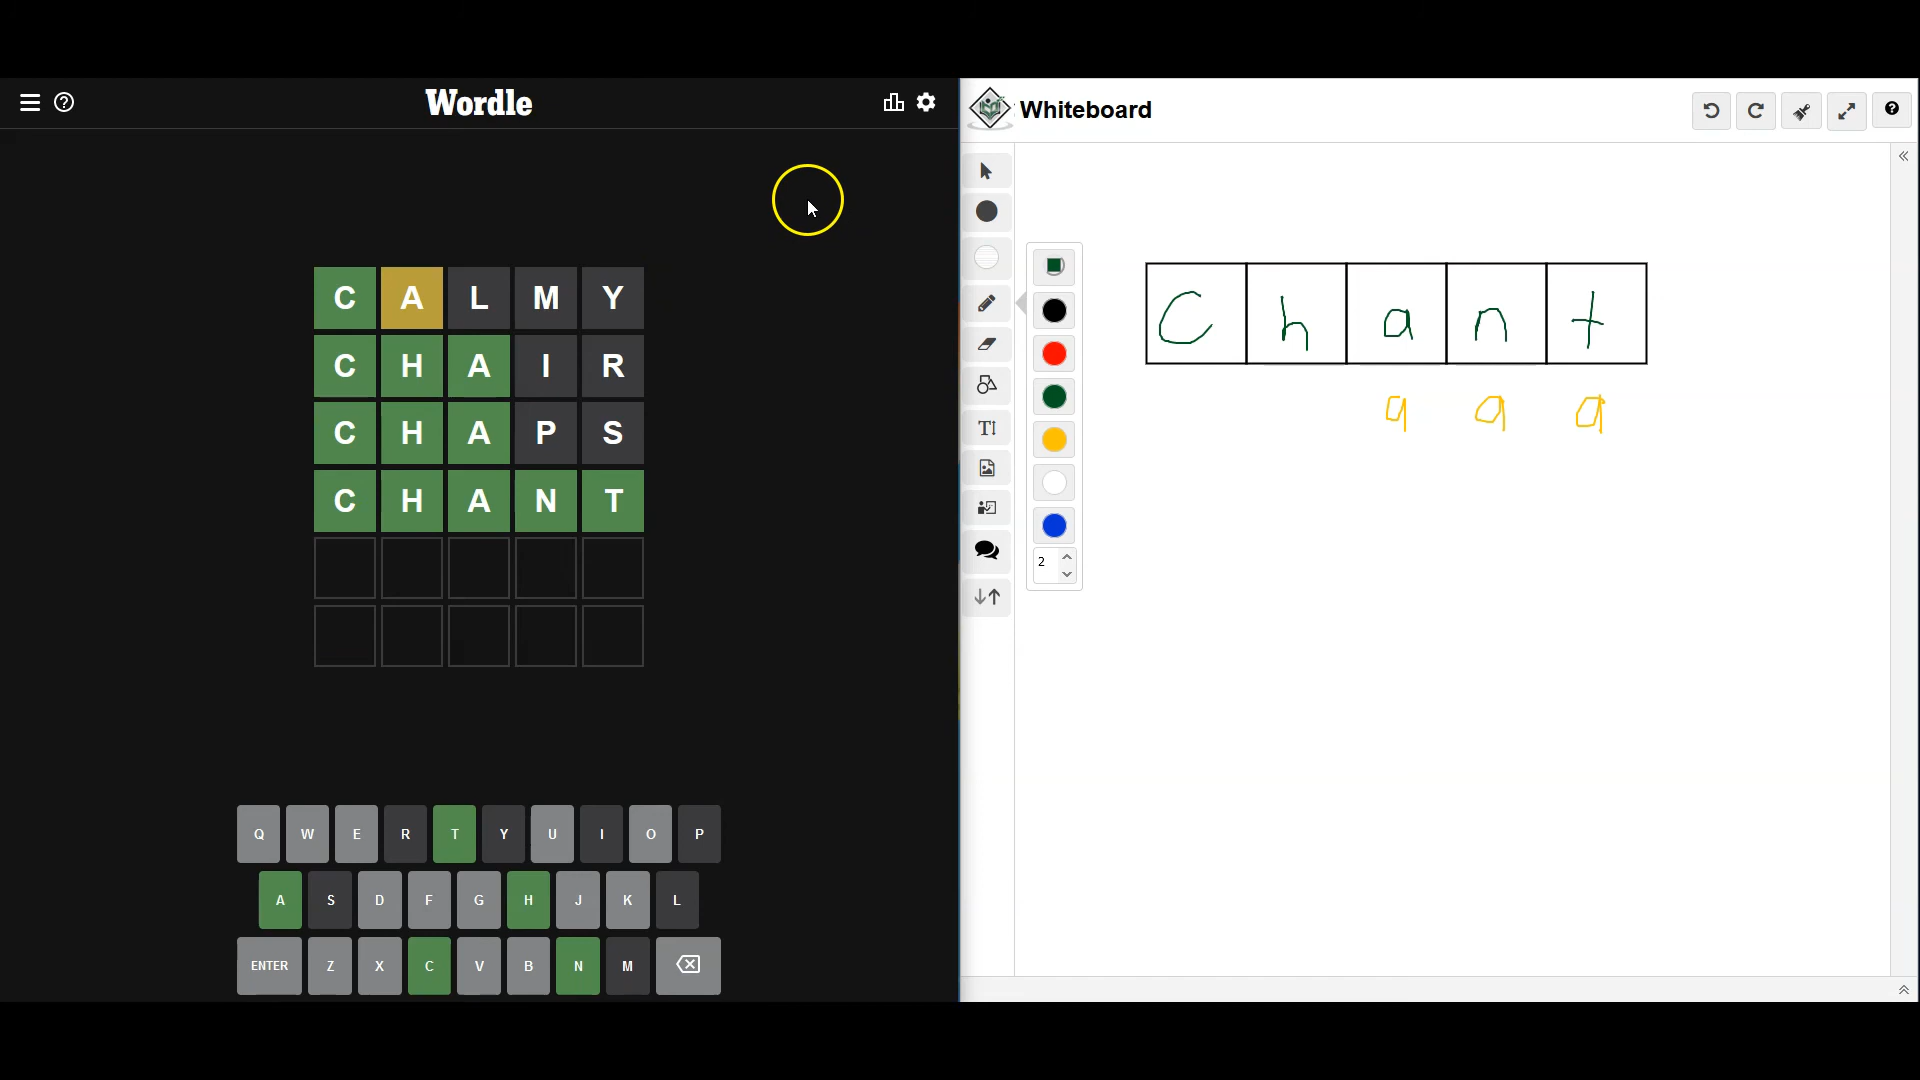 Wordle
C A L M Y
C H A I R
C H A P S
C H A N T
Q W E R T Y U I O P
A S D F G H J K L
ENTER Z X C V B N M
Whiteboard
T
2
C h a n t
a a a